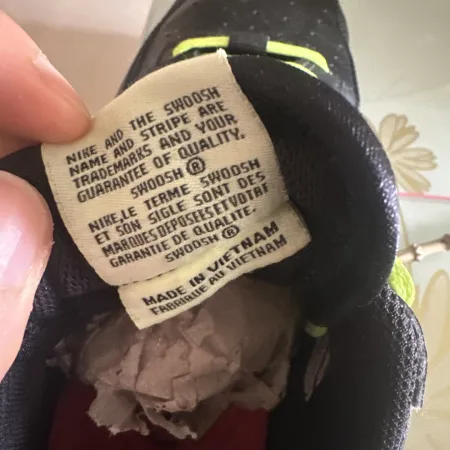 NIKE AND THE SWOOSH
NAME AND STRIPE ARE
TRADEMARKS AND YOUR
GUARANTEE OF QUALITY.
SWOOSH ®
NIKE, LE TERME SWOOSH
ET SON SIGLE SONT DES
MARQUES DEPOSEES ET VOTRE
GARANTIE DE QUALITE.
SWOOSH ®
MADE IN VIETNAM
FABRIQUE AU VIETNAM